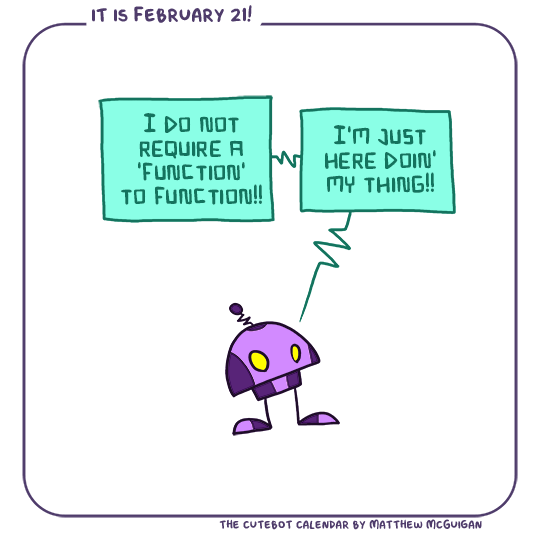 It is February 21!
I do not
require a
'function'
to function!!
I'm just
here doin'
my thing!!
The Cutebot Calendar by Matthew McGuigan